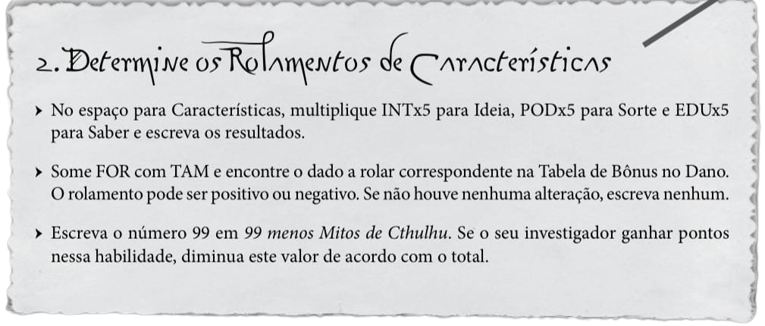 2. Determine os Rolamentos de Características
No espaço para Características, multiplique INTx5 para Ideia, PODx5 para Sorte e EDUx5
para Saber e escreva os resultados.
Some FOR com TAM e encontre o dado a rolar correspondente na Tabela de Bônus no Dano.
O rolamento pode ser positivo ou negativo. Se não houve nenhuma alteração, escreva nenhum.
Escreva o número 99 em 99 menos Mitos de Cthulhu. Se o seu investigador ganhar pontos
nessa habilidade, diminua este valor de acordo com o total.